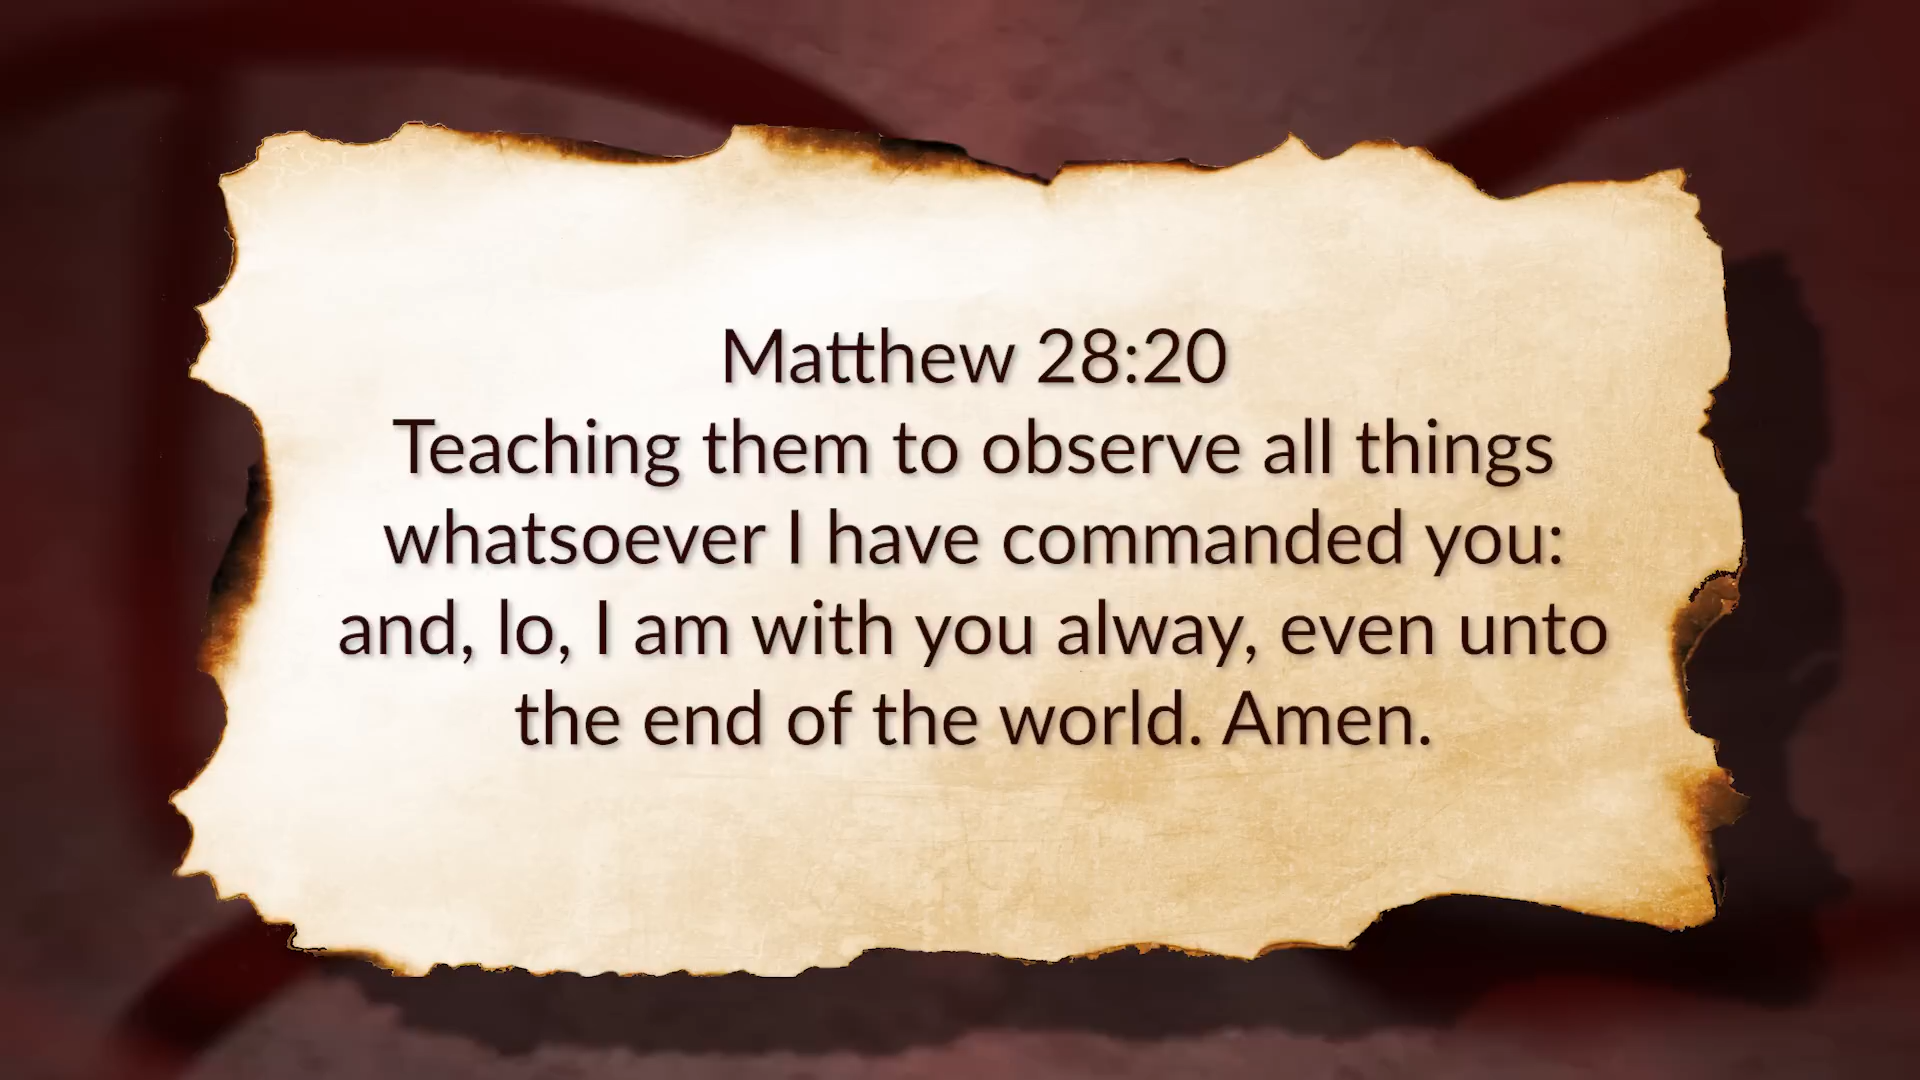 Matthew 28:20
Teaching them to observe all things
whatsoever I have commanded you:
and, lo, I am with you alway, even unto
the end of the world. Amen.